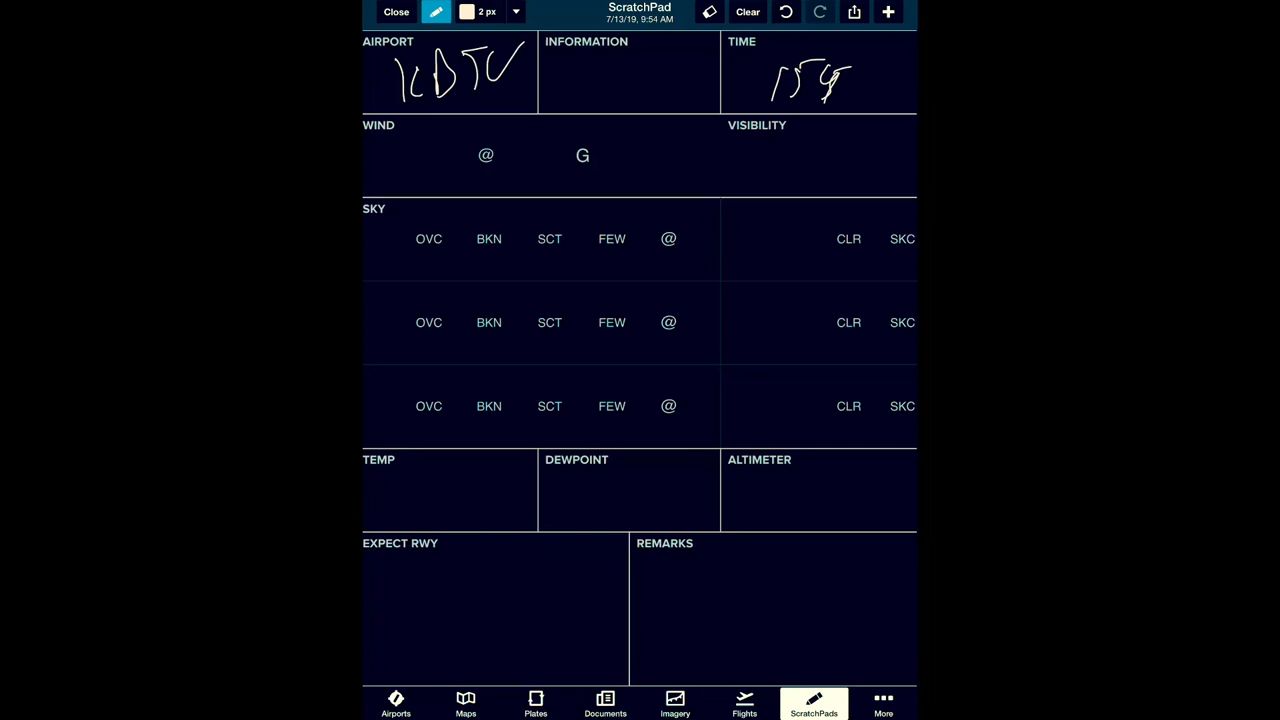 Close 2 px ScratchPad Clear
7/13/19, 9:54 AM
AIRPORT INFORMATION TIME
KDTV
WIND VISIBILITY
@ G
SKY
OVC BKN SCT FEW @ CLR SKC
OVC BKN SCT FEW @ CLR SKC
OVC BKN SCT FEW @ CLR SKC
TEMP DEWPOINT ALTIMETER
EXPECT RWY REMARKS
Airports Maps Plates Documents Imagery Flights ScratchPads More